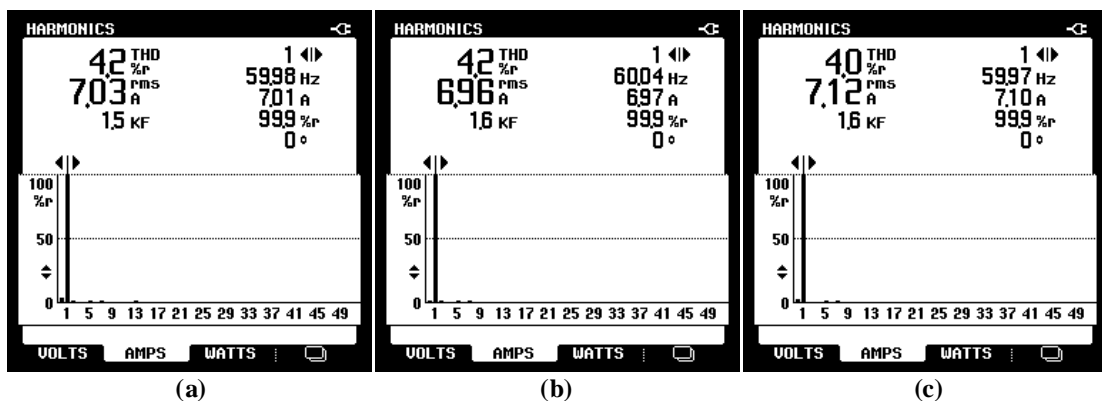 HARMONICS
4.2 THD %r
7.03 rms A
1.5 KF
1
59.98 Hz
7.01 A
99.9 %r
0 °
100
%r
50
0
1 5 9 13 17 21 25 29 33 37 41 45 49
VOLTS AMPS WATTS
(a)
HARMONICS
4.2 THD %r
6.96 rms A
1.6 KF
1
60.04 Hz
6.97 A
99.9 %r
0 °
100
%r
50
0
1 5 9 13 17 21 25 29 33 37 41 45 49
VOLTS AMPS WATTS
(b)
HARMONICS
4.0 THD %r
7.12 rms A
1.6 KF
1
59.97 Hz
7.10 A
99.9 %r
0 °
100
%r
50
0
1 5 9 13 17 21 25 29 33 37 41 45 49
VOLTS AMPS WATTS
(c)